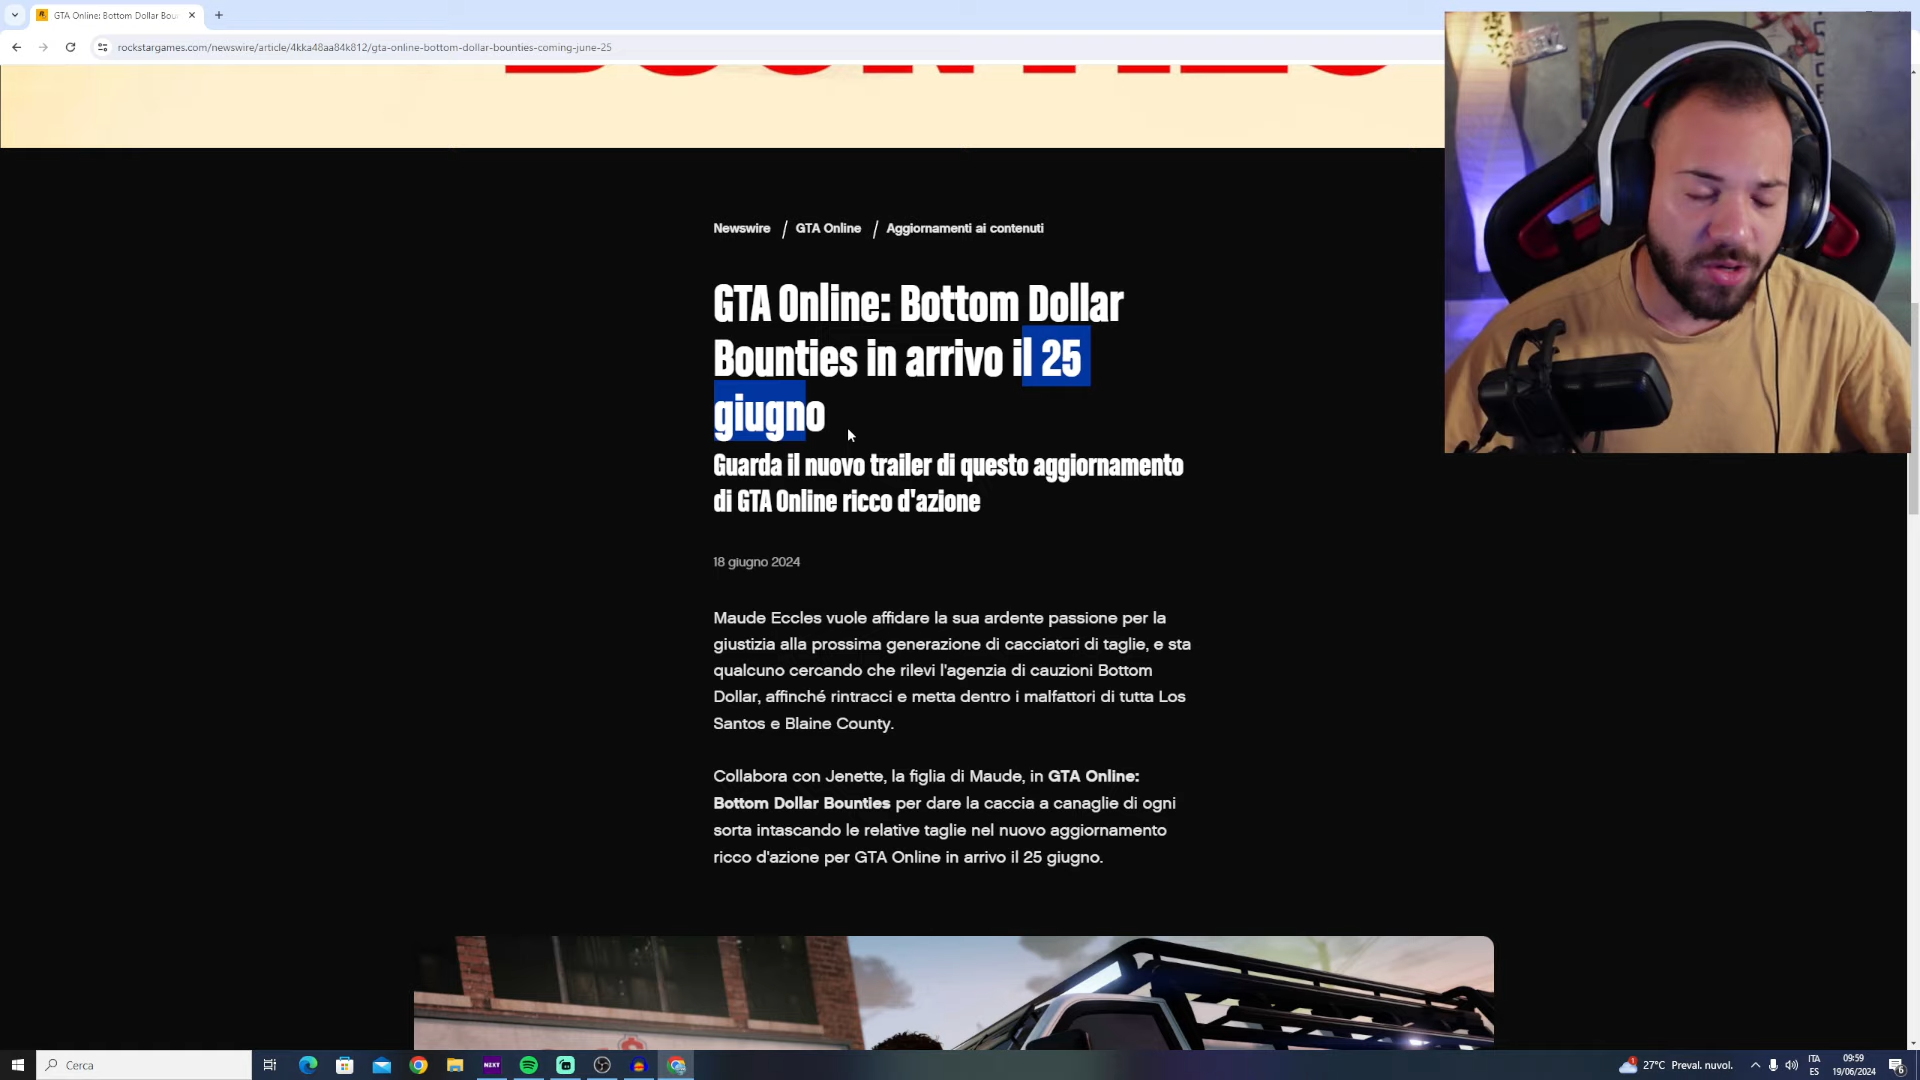 GTA Online: Bottom Dollar Bou
rockstargames.com/newswire/article/4kka48aa84k812/gta-online-bottom-dollar-bounties-coming-june-25
Newswire / GTA Online / Aggiornamenti ai contenuti
GTA Online: Bottom Dollar
Bounties in arrivo il 25
giugno
Guarda il nuovo trailer di questo aggiornamento
di GTA Online ricco d'azione
18 giugno 2024
Maude Eccles vuole affidare la sua ardente passione per la
giustizia alla prossima generazione di cacciatori di taglie, e sta
qualcuno cercando che rilevi l'agenzia di cauzioni Bottom
Dollar, affinché rintracci e metta dentro i malfattori di tutta Los
Santos e Blaine County.
Collabora con Jenette, la figlia di Maude, in GTA Online:
Bottom Dollar Bounties per dare la caccia a canaglie di ogni
sorta intascando le relative taglie nel nuovo aggiornamento
ricco d'azione per GTA Online in arrivo il 25 giugno.
Cerca
NEXT
1
27°C Preval. nuvol.
ITA
ES
09:59
19/06/2024
6